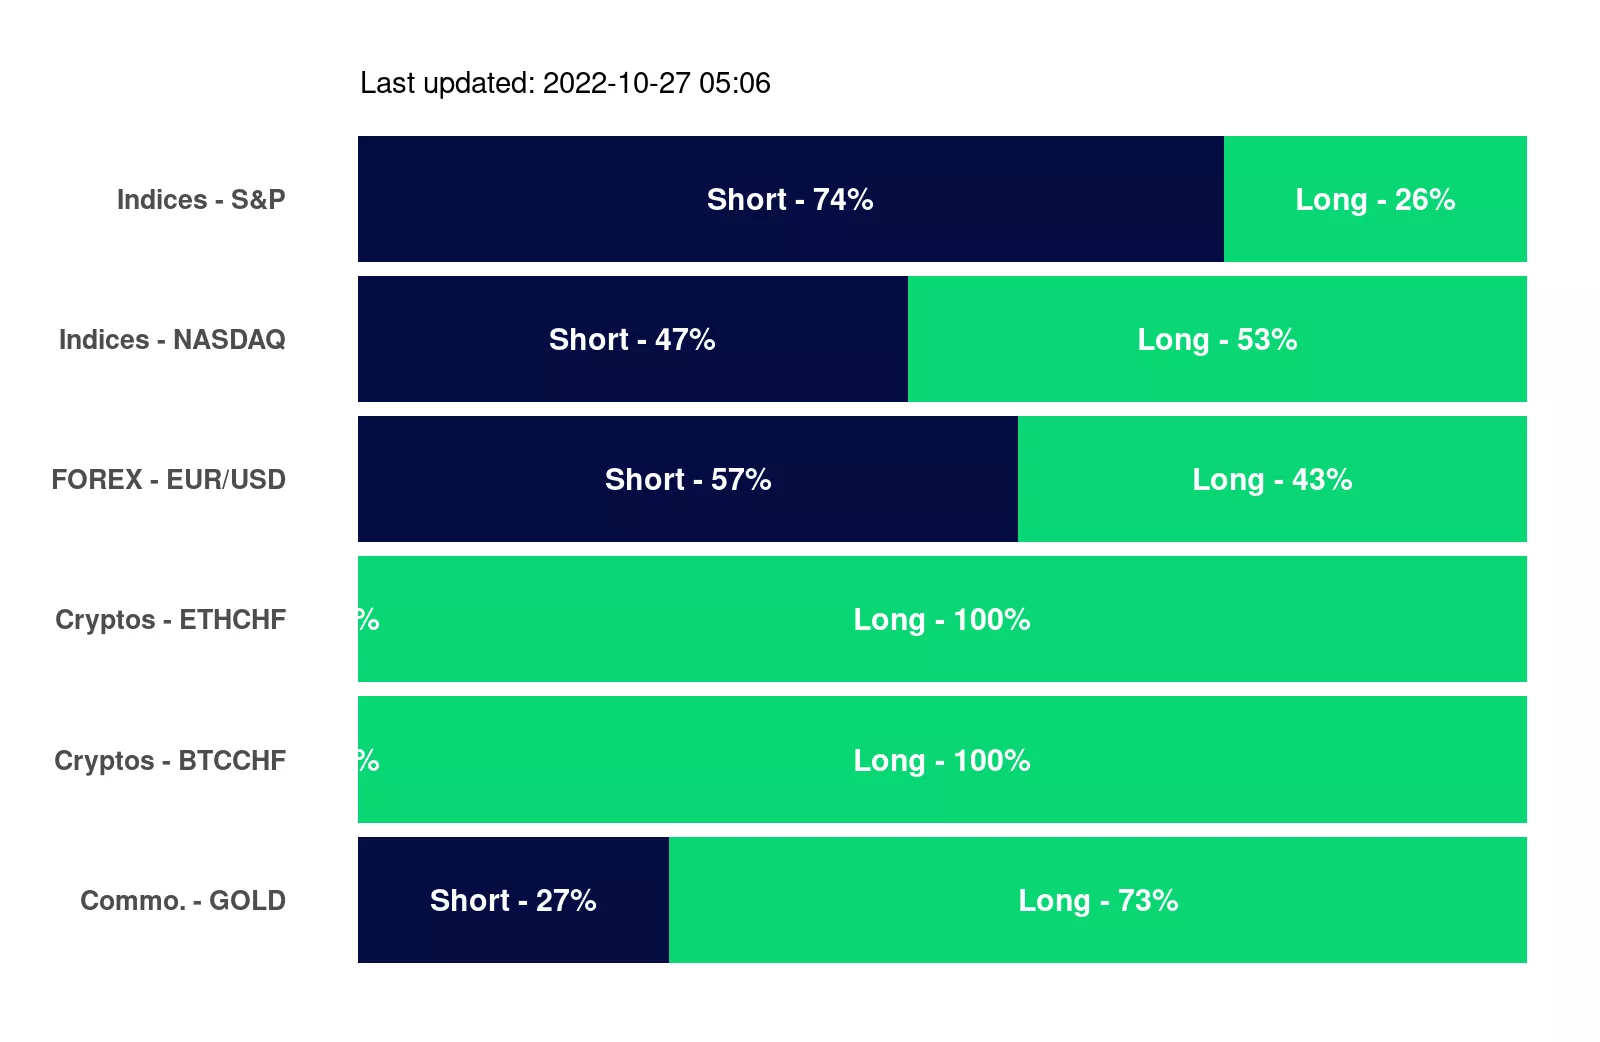 Last updated: 2022-10-27 05:06
Indices - S&P Short - 74% Long - 26%
Indices - NASDAQ Short - 47% Long - 53%
FOREX - EUR/USD Short - 57% Long - 43%
Cryptos - ETHCHF % Long - 100%
Cryptos - BTCCHF % Long - 100%
Commo. - GOLD Short - 27% Long - 73%